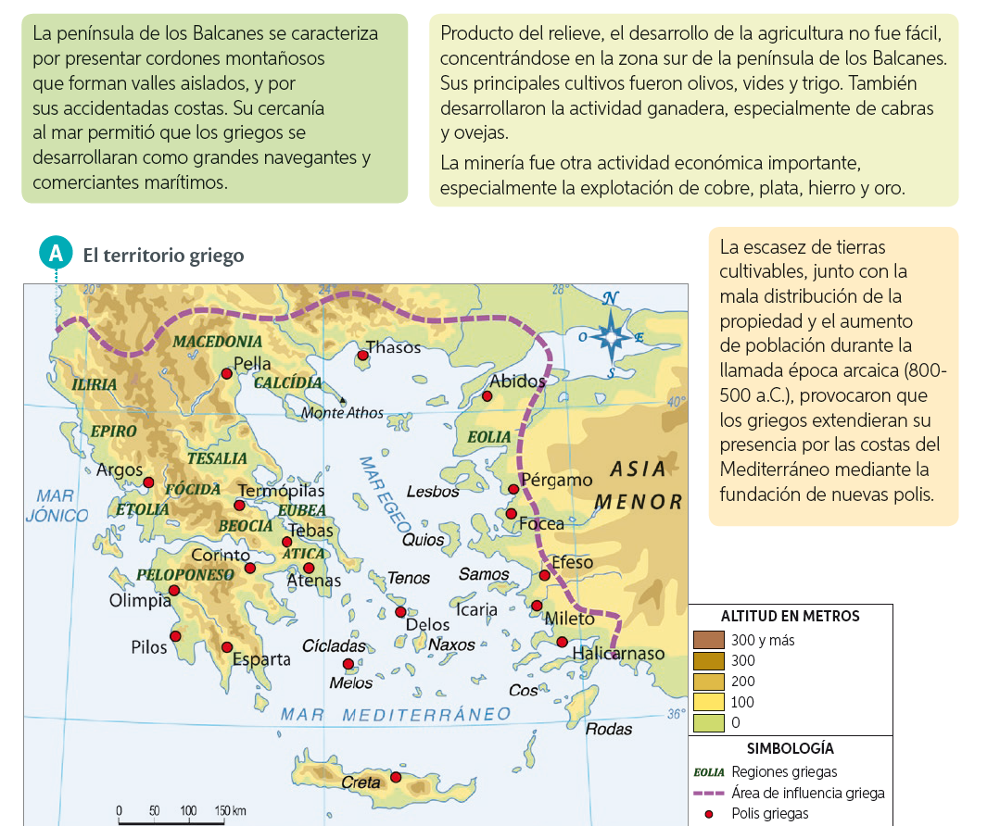 La península de los Balcanes se caracteriza
por presentar cordones montañosos
que forman valles aislados, y por
sus accidentadas costas. Su cercanía
al mar permitió que los griegos se
desarrollaran como grandes navegantes y
comerciantes marítimos.
Producto del relieve, el desarrollo de la agricultura no fue fácil,
concentrándose en la zona sur de la península de los Balcanes.
Sus principales cultivos fueron olivos, vides y trigo. También
desarrollaron la actividad ganadera, especialmente de cabras
y ovejas.
La minería fue otra actividad económica importante,
especialmente la explotación de cobre, plata, hierro y oro.
A El territorio griego
La escasez de tierras
cultivables, junto con la
mala distribución de la
propiedad y el aumento
de población durante la
llamada época arcaica (800-
500 a.C.), provocaron que
los griegos extendieran su
presencia por las costas del
Mediterráneo mediante la
fundación de nuevas polis.
20°
24°
28°
N
O
E
S
MACEDONIA
Thasos
Pella
ILIRIA
CALCÍDIA
Abidos
Monte Athos
40°
EPIRO
EOLIA
TESALIA
Argos
ASIA
MENOR
MAR EGEO
Pérgamo
FÓCIDA
Termópilas
Lesbos
MAR
JÓNICO
ETOLIA
EUBEA
BEOCIA
Focea
Tebas
Quios
Corinto
ÁTICA
Efeso
PELOPONESO
Atenas
Tenos
Samos
Olimpia
Icaria
Mileto
Delos
Pilos
Cícladas
Naxos
Halicarnaso
Esparta
Melos
Cos
MAR MEDITERRÁNEO
36°
Rodas
Creta
0 50 100 150 km
ALTITUD EN METROS
300 y más
300
200
100
0
SIMBOLOGÍA
EOLIA Regiones griegas
Área de influencia griega
Polis griegas